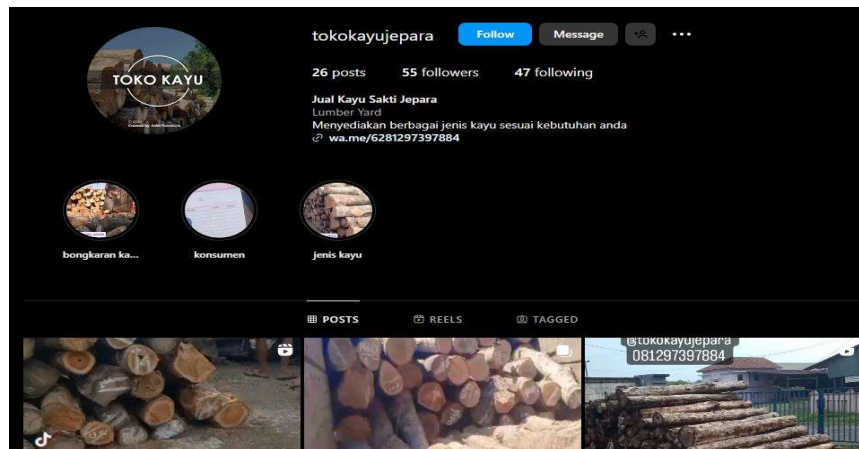 tokokayujepara Follow Message
26 posts 55 followers 47 following
TOKO KAYU
Jual Kayu Sakti Jepara
Lumber Yard
Menyediakan berbagai jenis kayu sesuai kebutuhan anda
wa.me/6281297397884
bongkaran ka... konsumen jenis kayu
POSTS REELS TAGGED
@tokokayujepara
081297397884